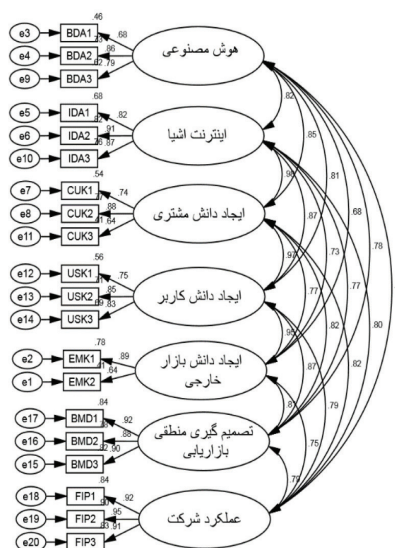 .46
e3 BDA1 .68
e4 BDA2 .86
e9 BDA3 .79
هوش مصنوعی
.82
.68
e5 IDA1 .82
e6 IDA2 .91
e10 IDA3 .87
اینترنت اشیا
.85
.98
.81
.54
e7 CUK1 .74
e8 CUK2 .88
e11 CUK3 .64
ایجاد دانش مشتری
.87
.68
.73
.78
.97
.77
.77
.56
e12 USK1 .75
e13 USK2 .85
e14 USK3 .83
ایجاد دانش کاربر
.80
.82
.82
.95
.78
e2 EMK1 .89
e1 EMK2 .64
ایجاد دانش بازار
خارجی
.87
.79
.75
.84
e17 BMD1 .92
e16 BMD2 .88
e15 BMD3 .90
تصمیم گیری منطقی
بازاریابی
.84
e18 FIP1 .92
e19 FIP2 .95
e20 FIP3 .91
عملکرد شرکت